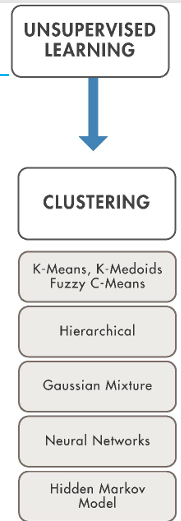 UNSUPERVISED
LEARNING
CLUSTERING
K-Means, K-Medoids
Fuzzy C-Means
Hierarchical
Gaussian Mixture
Neural Networks
Hidden Markov
Model